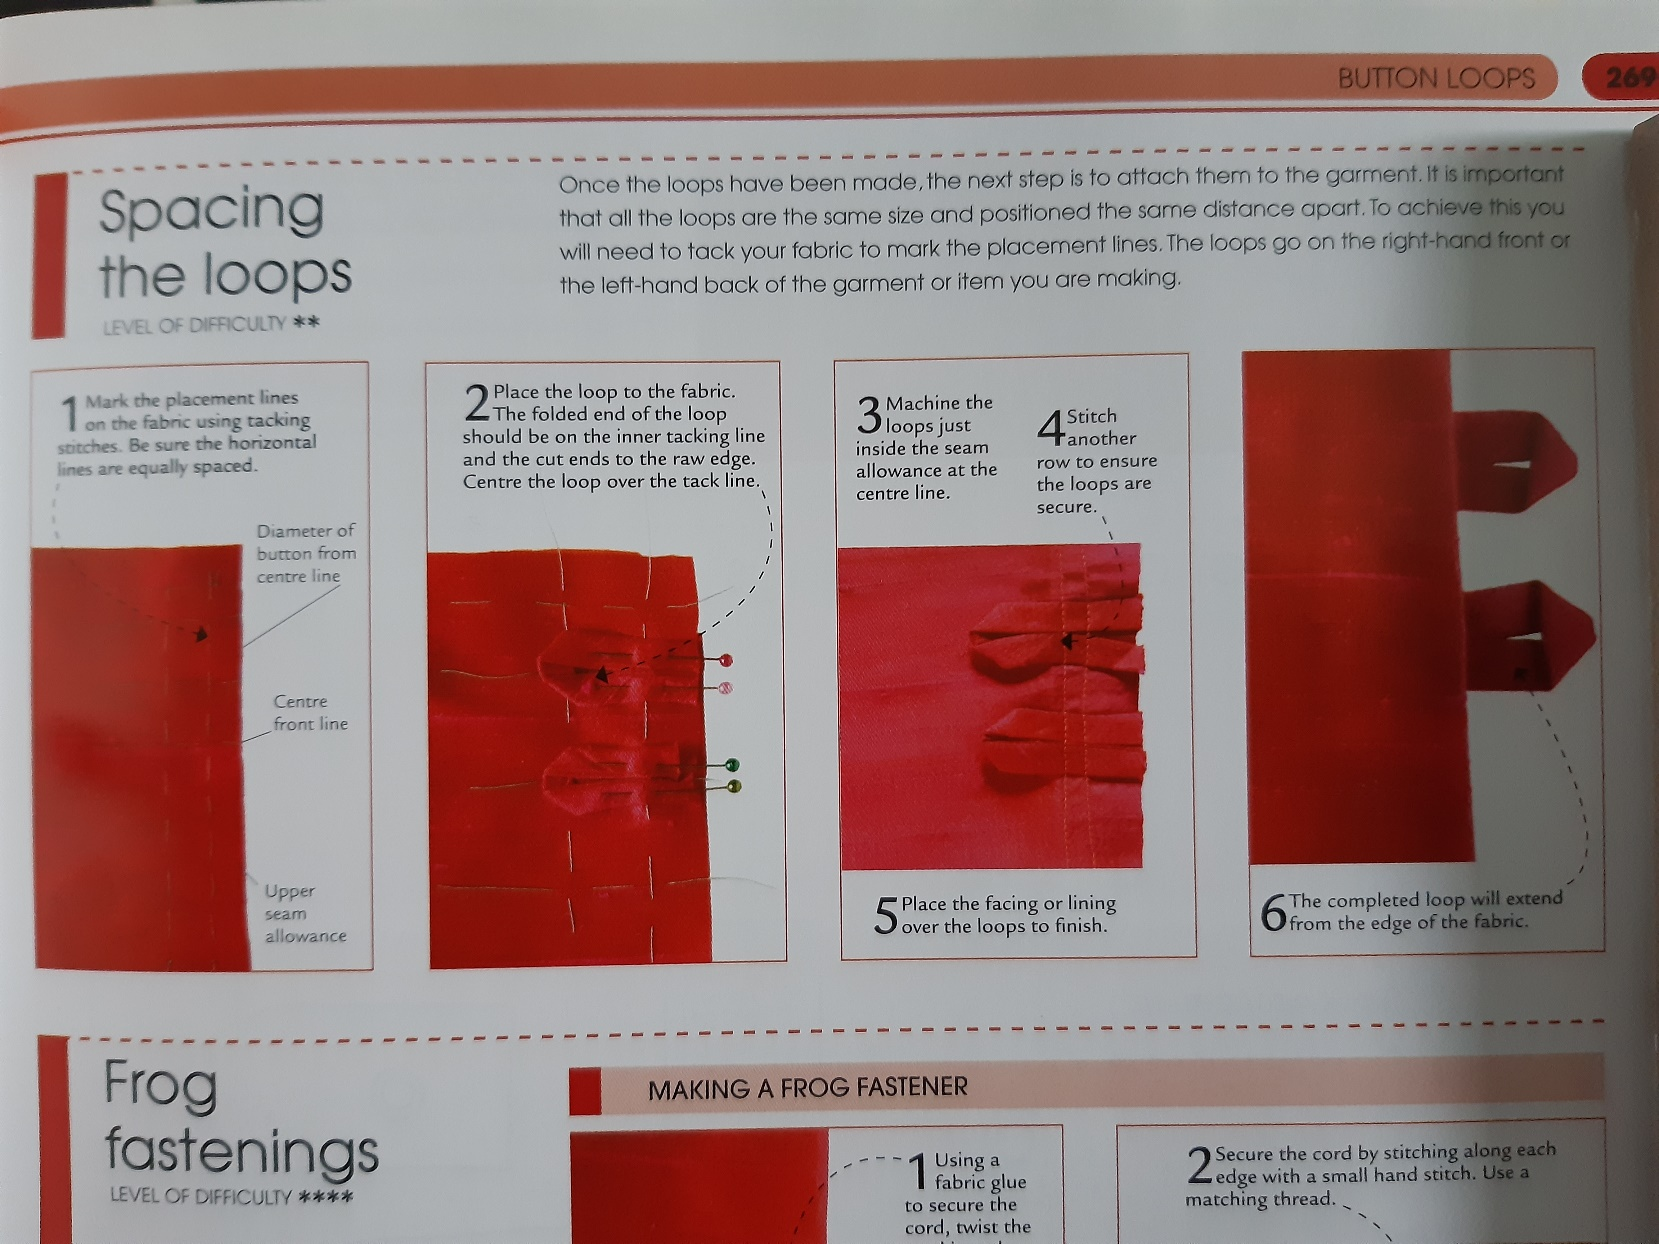 BUTTON LOOPS
269
Spacing
the loops
LEVEL OF DIFFICULTY **
Once the loops have been made, the next step is to attach them to the garment. It is important
that all the loops are the same size and positioned the same distance apart. To achieve this you
will need to tack your fabric to mark the placement lines. The loops go on the right-hand front or
the left-hand back of the garment or item you are making.
1 Mark the placement lines
on the fabric using tacking
stitches. Be sure the horizontal
lines are equally spaced.
Diameter of
button from
centre line
Centre
front line
Upper
seam
allowance
2 Place the loop to the fabric.
The folded end of the loop
should be on the inner tacking line
and the cut ends to the raw edge.
Centre the loop over the tack line.
3 Machine the
loops just
inside the seam
allowance at the
centre line.
4 Stitch
another
row to ensure
the loops are
secure.
5 Place the facing or lining
over the loops to finish.
6 The completed loop will extend
from the edge of the fabric.
Frog
fastenings
LEVEL OF DIFFICULTY ****
MAKING A FROG FASTENER
1 Using a
fabric glue
to secure the
cord, twist the
2 Secure the cord by stitching along each
edge with a small hand stitch. Use a
matching thread.